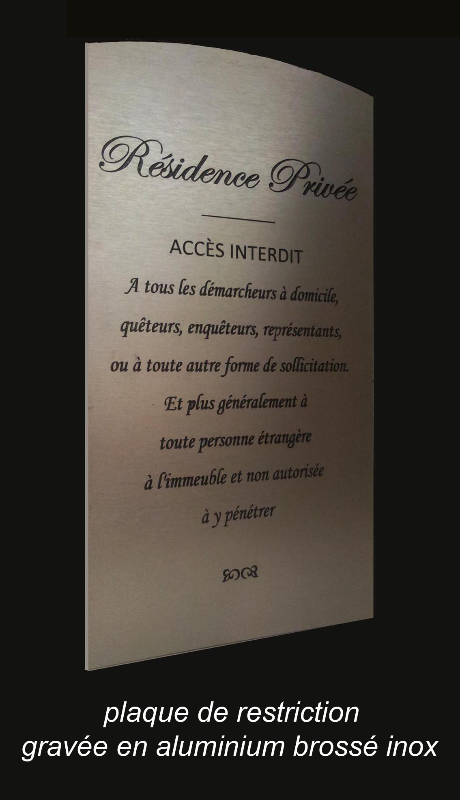 Résidence Privée
ACCÈS INTERDIT
A tous les démarcheurs à domicile,
quêteurs, enquêteurs, représentants,
ou à toute autre forme de sollicitation.
Et plus généralement à
toute personne étrangère
à l'immeuble et non autorisée
à y pénétrer
plaque de restriction
gravée en aluminium brossé inox